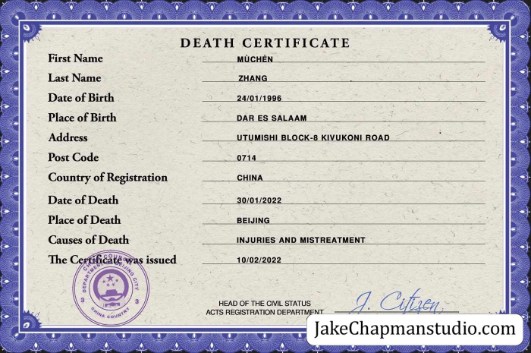 DEATH CERTIFICATE
First Name MÙCHÉN
Last Name ZHANG
Date of Birth 24/01/1996
Place of Birth DAR ES SALAAM
Address UTUMISHI BLOCK-8 KIVUKONI ROAD
Post Code 0714
Country of Registration CHINA
Date of Death 30/01/2022
Place of Death BEIJING
Causes of Death INJURIES AND MISTREATMENT
The Certificate was issued 10/02/2022
HEAD OF THE CIVIL STATUS
ACTS REGISTRATION DEPARTMENT
J. Citizen
JakeChapmanstudio.com